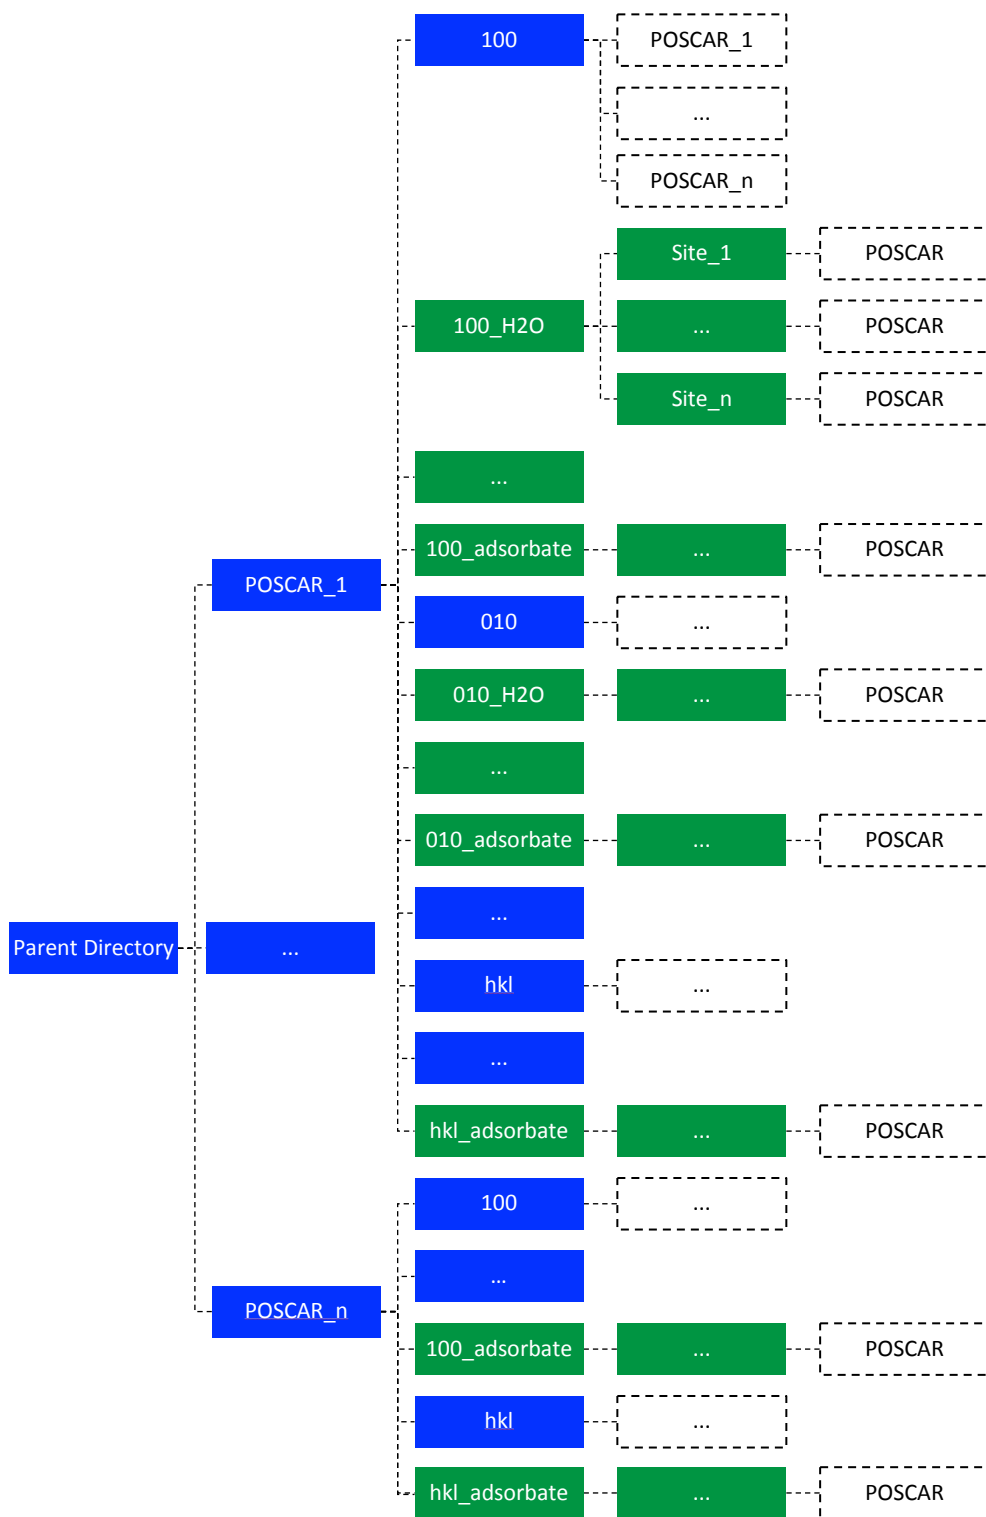 100
POSCAR_1
...
POSCAR_n
Site_1
POSCAR
100_H2O
...
POSCAR
Site_n
POSCAR
...
100_adsorbate
...
POSCAR
POSCAR_1
010
...
010_H2O
...
POSCAR
...
010_adsorbate
...
POSCAR
...
Parent Directory
...
hkl
...
...
hkl_adsorbate
...
POSCAR
100
...
...
POSCAR_n
100_adsorbate
...
POSCAR
hkl
...
hkl_adsorbate
...
POSCAR